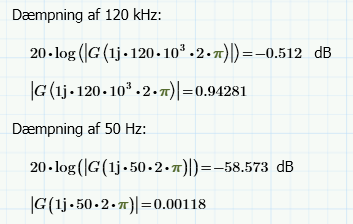 Dæmpning af 120 kHz:
20·log(|G(1j·120·10³·2·π)|)=−0.512 dB
|G(1j·120·10³·2·π)|=0.94281
Dæmpning af 50 Hz:
20·log(|G(1j·50·2·π)|)=−58.573 dB
|G(1j·50·2·π)|=0.00118